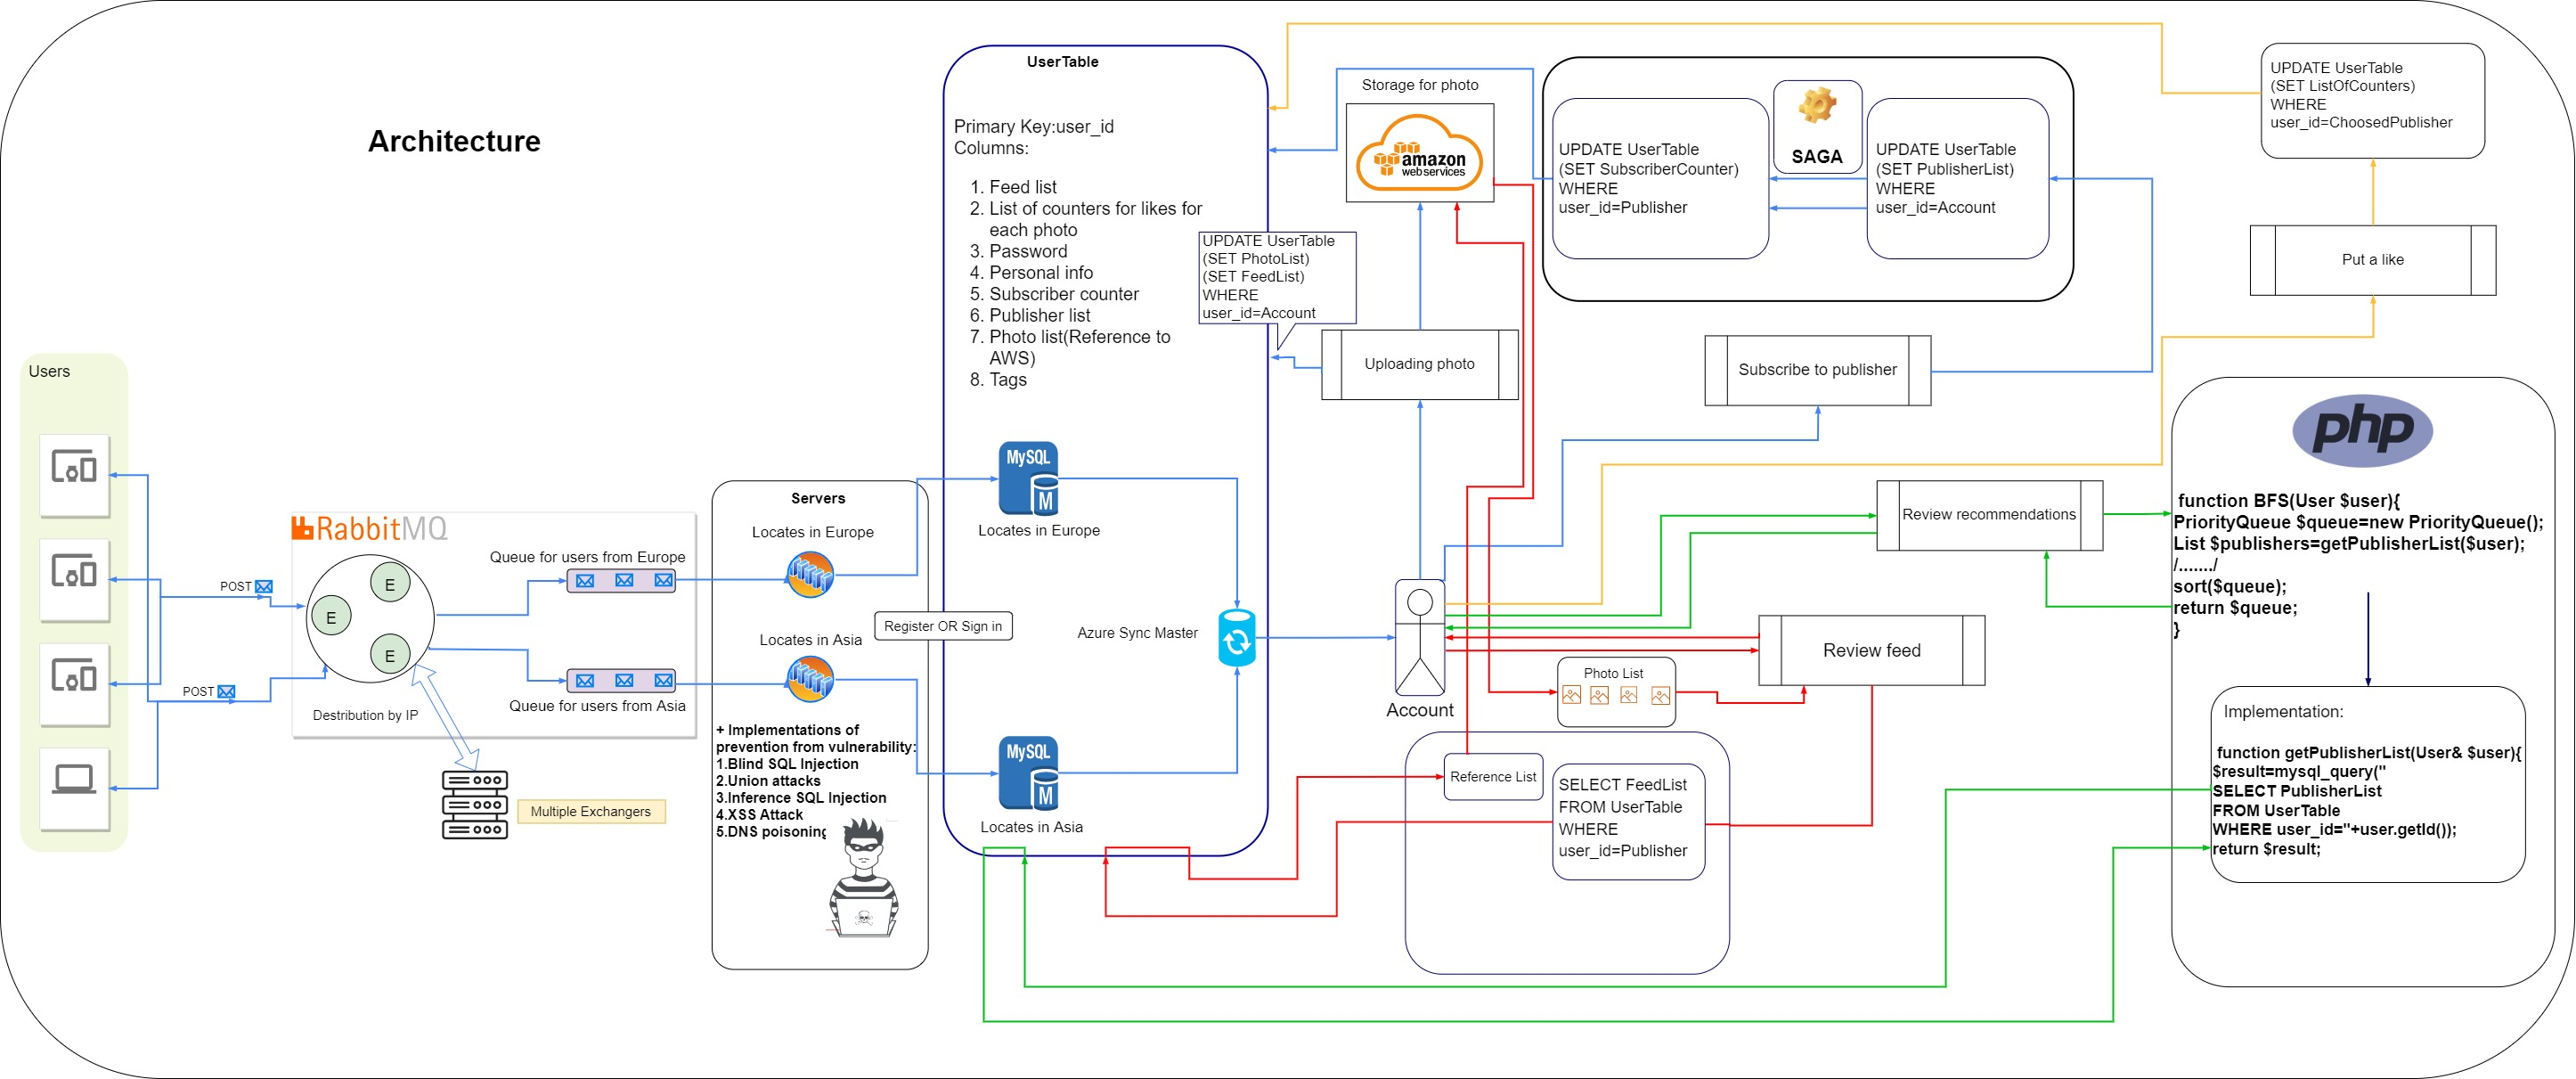 Architecture
Users
POST
POST
RabbitMQ
E
E
E
Destribution by IP
Queue for users from Europe
Queue for users from Asia
Multiple Exchangers
Servers
Locates in Europe
Locates in Asia
Register OR Sign in
+ Implementations of
prevention from vulnerability:
1.Blind SQL Injection
2.Union attacks
3.Inference SQL Injection
4.XSS Attack
5.DNS poisoning
UserTable
Primary Key:user_id
Columns:
1. Feed list
2. List of counters for likes for
each photo
3. Password
4. Personal info
5. Subscriber counter
6. Publisher list
7. Photo list(Reference to
AWS)
8. Tags
MySQL
M
Locates in Europe
Azure Sync Master
MySQL
M
Locates in Asia
Storage for photo
amazon
webservices
UPDATE UserTable
(SET PhotoList)
(SET FeedList)
WHERE
user_id=Account
Uploading photo
Account
UPDATE UserTable
(SET SubscriberCounter)
WHERE
user_id=Publisher
SAGA
UPDATE UserTable
(SET PublisherList)
WHERE
user_id=Account
Subscribe to publisher
UPDATE UserTable
(SET ListOfCounters)
WHERE
user_id=ChoosedPublisher
Put a like
Review recommendations
Review feed
Photo List
Reference List
SELECT FeedList
FROM UserTable
WHERE
user_id=Publisher
php
function BFS(User $user){
PriorityQueue $queue=new PriorityQueue();
List $publishers=getPublisherList($user);
/......./
sort($queue);
return $queue;
}
Implementation:
function getPublisherList(User& $user){
$result=mysql_query("
SELECT PublisherList
FROM UserTable
WHERE user_id="+user.getId());
return $result;